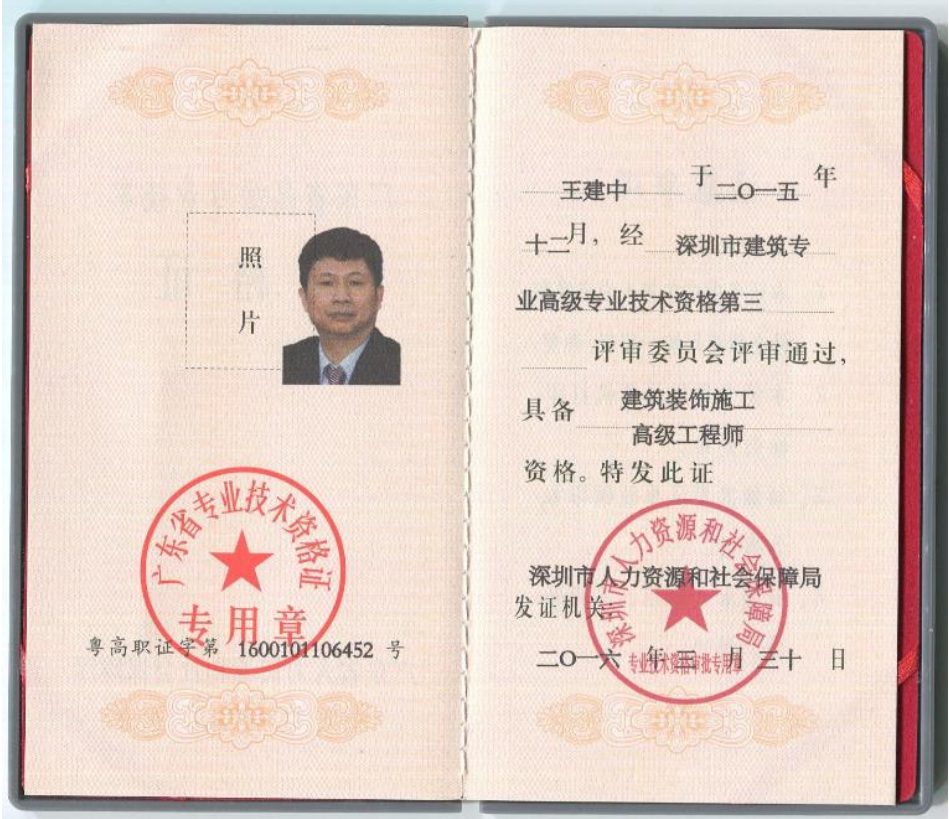 照
片
广东省专业技术资格证
专用章
粤高职证字第 1600101106452 号
王建中 于二〇一五 年
十二月，经 深圳市建筑专
业高级专业技术资格第三
评审委员会评审通过，
具备 建筑装饰施工
高级工程师
资格。特发此证
深圳市人力资源和社会保障局
深圳市人力资源和社会保障局
发证机关：
二〇一六 年 三 月 三十 日
专业技术资格审批专用章